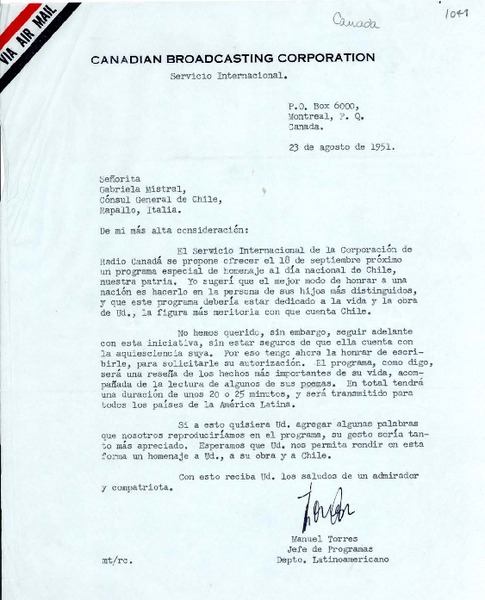 VIA AIR MAIL
Canada
1047
CANADIAN BROADCASTING CORPORATION
Servicio Internacional.
P.O. Box 6000,
Montreal, P. Q.
Canada.
23 de agosto de 1951.
Señorita
Gabriela Mistral,
Cónsul General de Chile,
Rapallo, Italia.
De mi más alta consideración:
El Servicio Internacional de la Corporación de
Radio Canadá se propone ofrecer el 18 de septiembre próximo
un programa especial de homenaje al día nacional de Chile,
nuestra patria. Yo sugerí que el mejor modo de honrar a una
nación es hacerlo en la persona de sus hijos más distinguidos,
y que este programa debería estar dedicado a la vida y la obra
de Ud., la figura más meritoria con que cuenta Chile.
No hemos querido, sin embargo, seguir adelante
con esta iniciativa, sin estar seguros de que ella cuenta con
la aquiesciencia suya. Por eso tengo ahora la honrar de escri-
birle, para solicitarle su autorización. El programa, como digo,
será una reseña de los hechos más importantes de su vida, acom-
pañada de la lectura de algunos de sus poemas. En total tendrá
una duración de unos 20 o 25 minutos, y será transmitido para
todos los países de la América Latina.
Si a esto quisiera Ud. agregar algunas palabras
que nosotros reproduciríamos en el programa, su gesto sería tan-
to más apreciado. Esperamos que Ud. nos permita rendir en esta
forma un homenaje a Ud., a su obra y a Chile.
Con esto reciba Ud. los saludos de un admirador
y compatriota.
Manuel Torres
Jefe de Programas
mt/rc. Depto. Latinoamericano